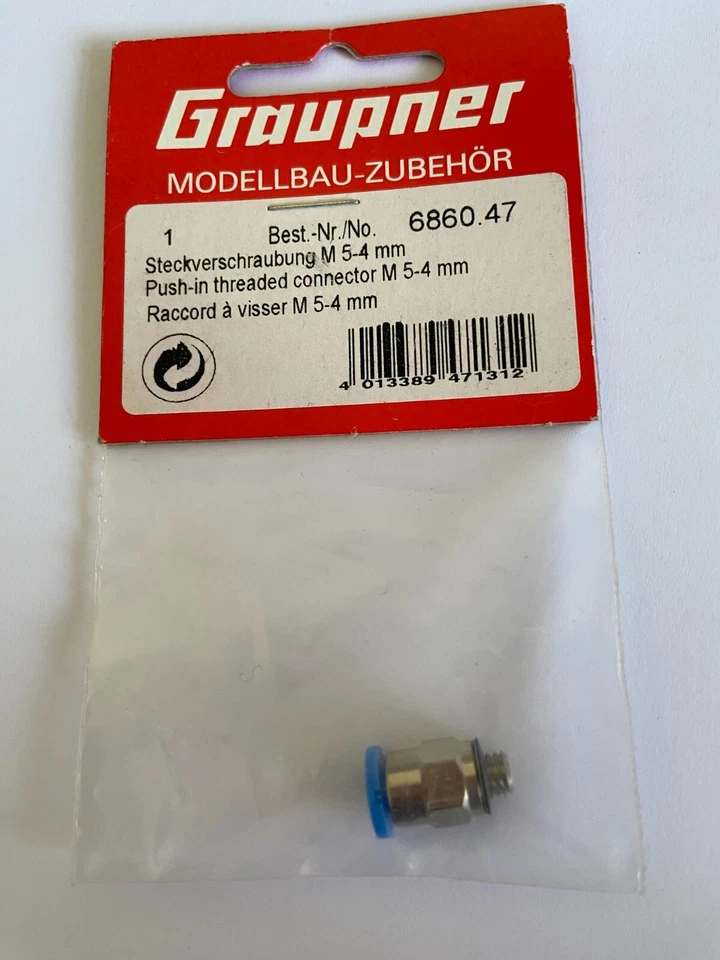 Graupner
MODELLBAU-ZUBEHÖR
1 Best.-Nr./No. 6860.47
Steckverschraubung M 5-4 mm
Push-in threaded connector M 5-4 mm
Raccord à visser M 5-4 mm
4 013389 471312